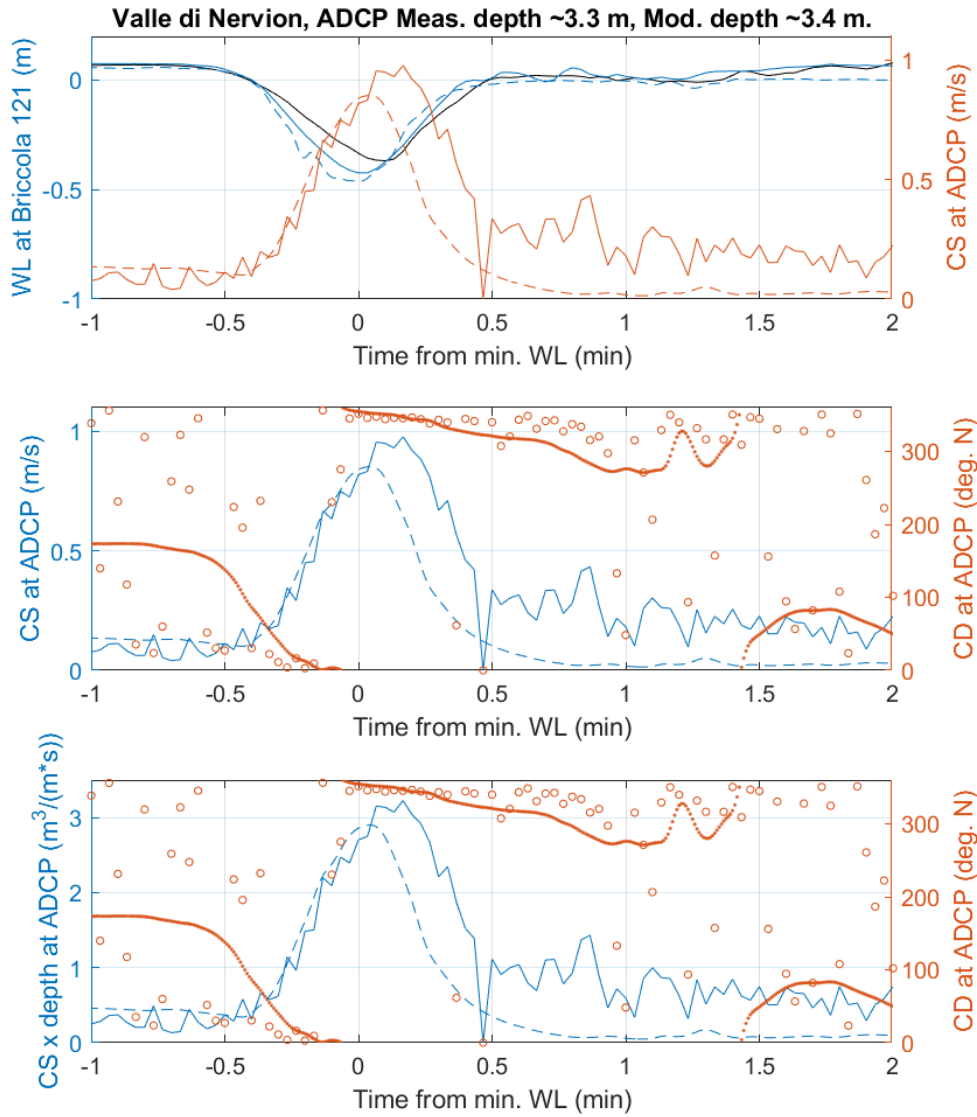 Valle di Nervion, ADCP Meas. depth ~3.3 m, Mod. depth ~3.4 m.
WL at Briccola 121 (m)
0
-0.5
-1
1
0.5
0
CS at ADCP (m/s)
-1 -0.5 0 0.5 1 1.5 2
Time from min. WL (min)
CS at ADCP (m/s)
1
0.5
0
300
200
100
0
CD at ADCP (deg. N)
-1 -0.5 0 0.5 1 1.5 2
Time from min. WL (min)
CS x depth at ADCP (m³/(m*s))
3
2
1
0
300
200
100
0
CD at ADCP (deg. N)
-1 -0.5 0 0.5 1 1.5 2
Time from min. WL (min)